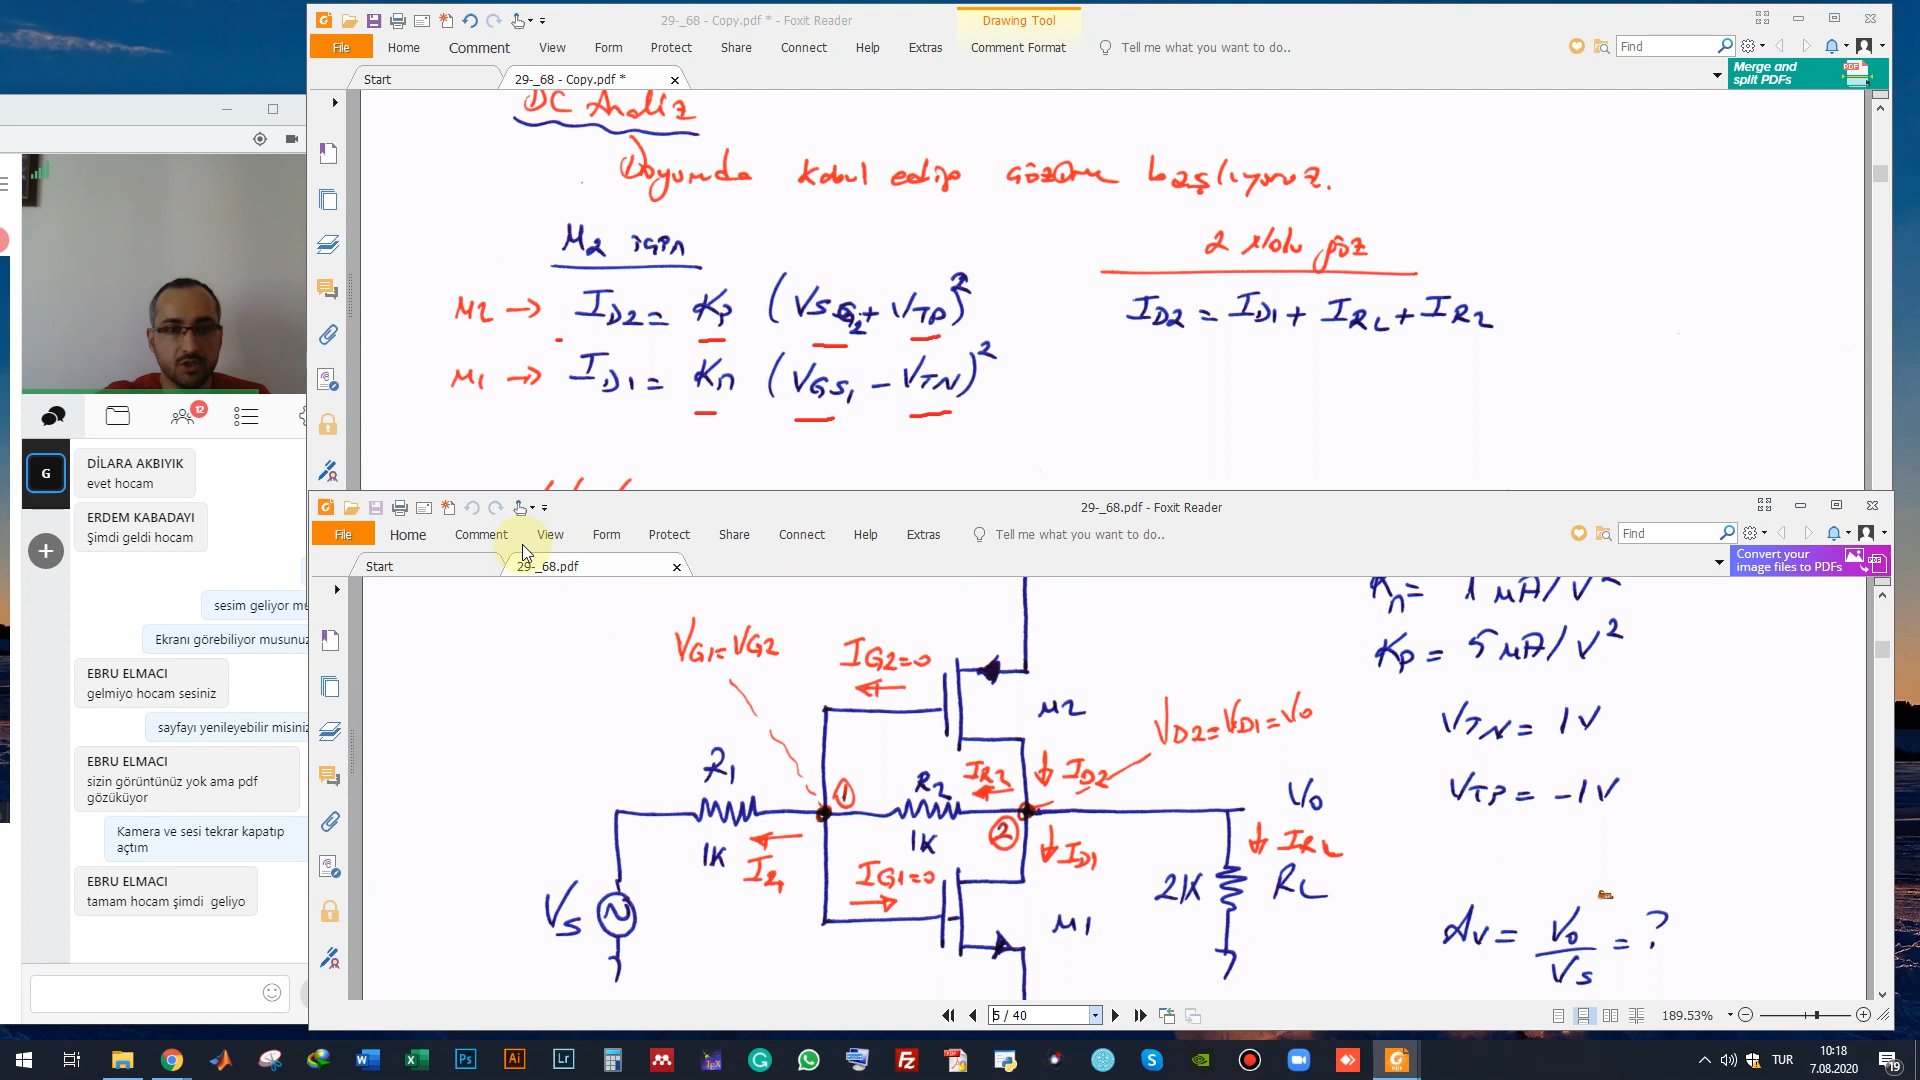 29-_68 - Copy.pdf * - Foxit Reader
Drawing Tool
File Home Comment View Form Protect Share Connect Help Extras Comment Format Tell me what you want to do.. Find
Start
29-_68 - Copy.pdf *
Merge and split PDFs
DC Analiz
Doyumda kabul edip çözüme başlıyoruz.
M2 için
2 nolu göz
M2 → ID2 = Kp (VSG2 + VTP)²
ID2 = ID1 + IRL + IR2
M1 → ID1 = Kn (VGS1 - VTN)²
12
G
DİLARA AKBIYIK
evet hocam
ERDEM KABADAYI
Şimdi geldi hocam
sesim geliyor mu
Ekranı görebiliyor musunuz
EBRU ELMACI
gelmiyo hocam sesiniz
sayfayı yenileyebilir misiniz
EBRU ELMACI
sizin görüntünüz yok ama pdf
gözüküyor
Kamera ve sesi tekrar kapatıp
açtım
EBRU ELMACI
tamam hocam şimdi geliyo
29-_68.pdf - Foxit Reader
File Home Comment View Form Protect Share Connect Help Extras Tell me what you want to do.. Find
Start
29-_68.pdf
Convert your
image files to PDFs
Kn = 1 mA/V²
Kp = 5 mA/V²
VTN = 1V
VTP = -1V
VG1 = VG2
IG2 = 0
M2
VD2 = VD1 = Vo
R1
1
IR2
R2
ID2
Vo
1K
1K
2
ID1
IRL
IR1
IG1 = 0
2K
RL
Vs
M1
Av = Vo/Vs = ?
5 / 40
189.53%
TUR
10:18
7.08.2020
19